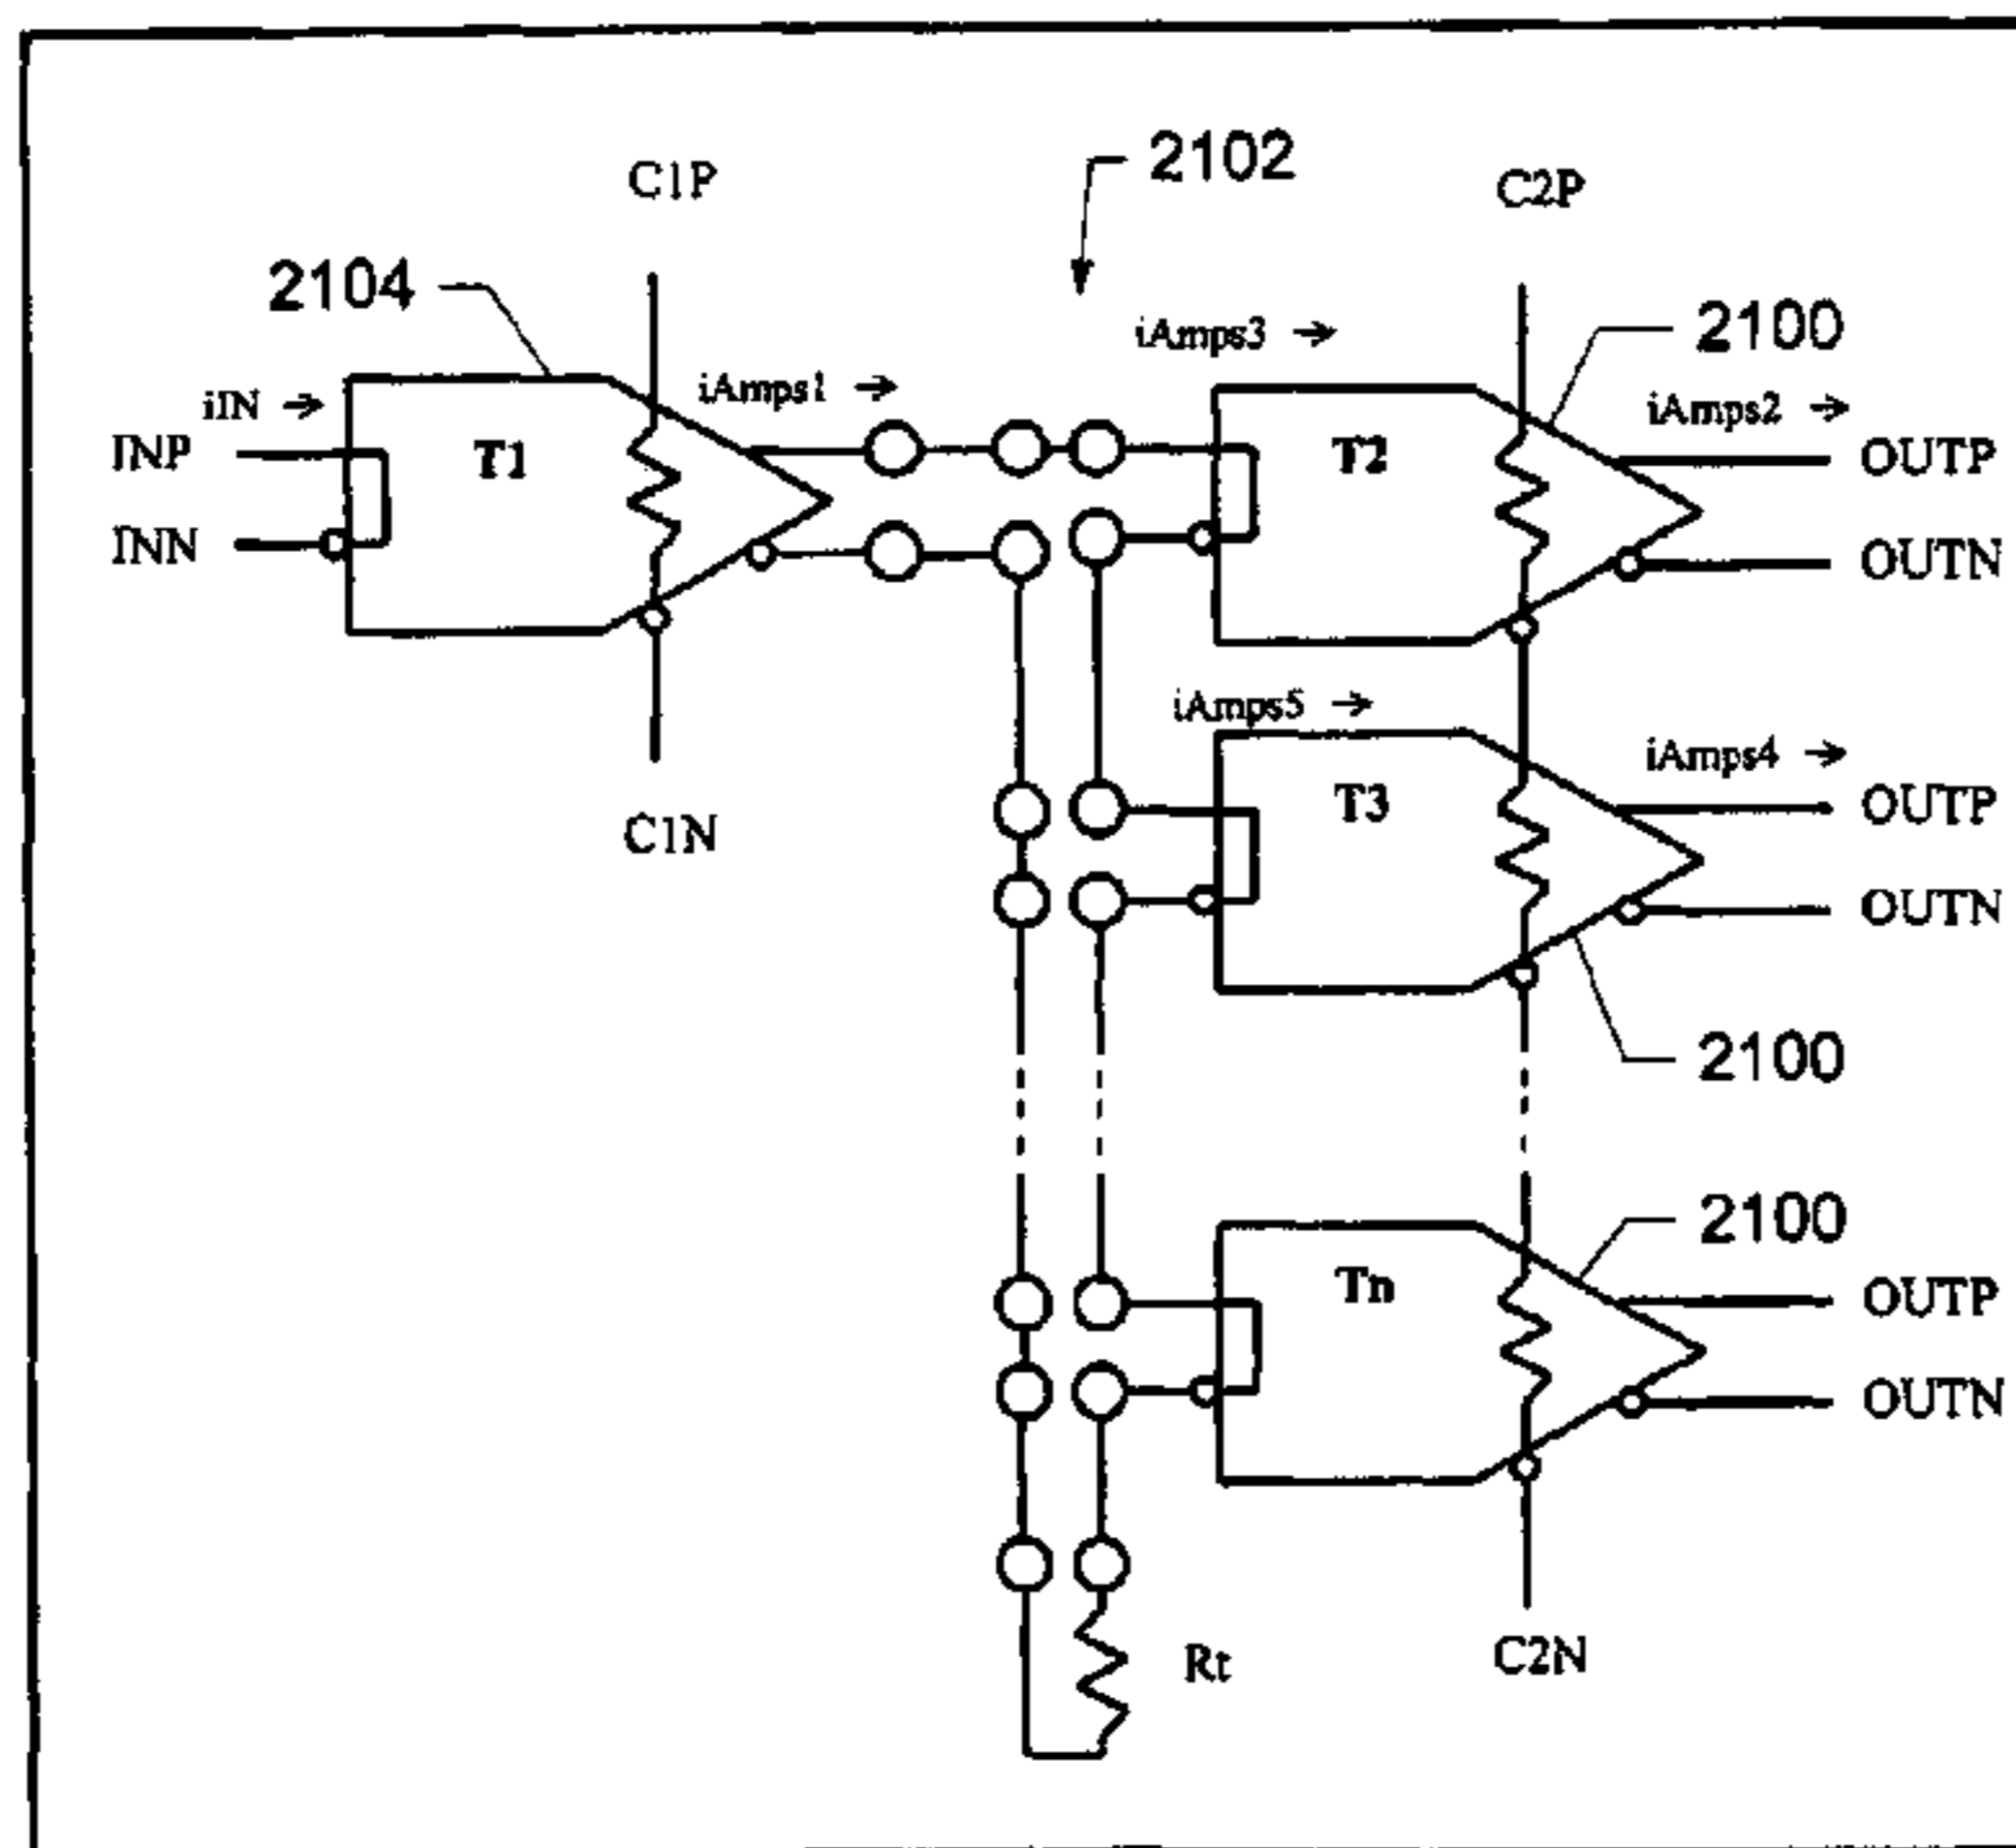 2102
C1P
C2P
2104
iAmps3 →
2100
iIN →
iAmps1 →
iAmps2 →
INP
T1
T2
OUTP
INN
OUTN
iAmps5 →
iAmps4 →
T3
OUTP
C1N
OUTN
2100
2100
Tn
OUTP
OUTN
Rt
C2N